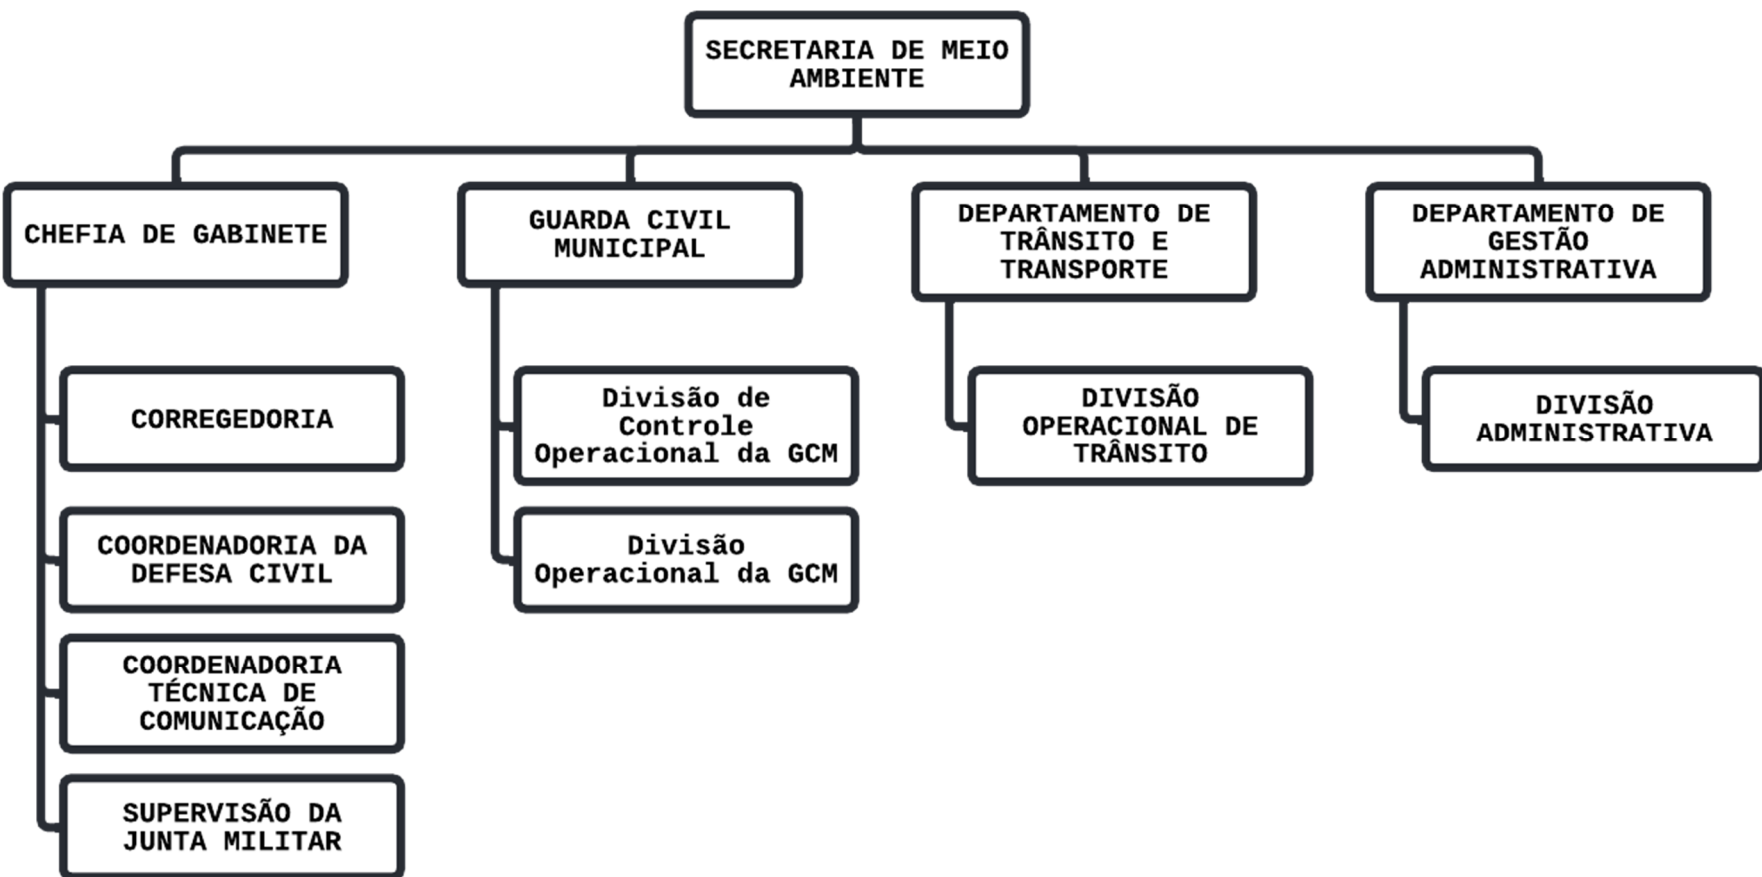 SECRETARIA DE MEIO
AMBIENTE
CHEFIA DE GABINETE
CORREGEDORIA
COORDENADORIA DA
DEFESA CIVIL
COORDENADORIA
TÉCNICA DE
COMUNICAÇÃO
SUPERVISÃO DA
JUNTA MILITAR
GUARDA CIVIL
MUNICIPAL
Divisão de
Controle
Operacional da GCM
Divisão
Operacional da GCM
DEPARTAMENTO DE
TRÂNSITO E
TRANSPORTE
DIVISÃO
OPERACIONAL DE
TRÂNSITO
DEPARTAMENTO DE
GESTÃO
ADMINISTRATIVA
DIVISÃO
ADMINISTRATIVA